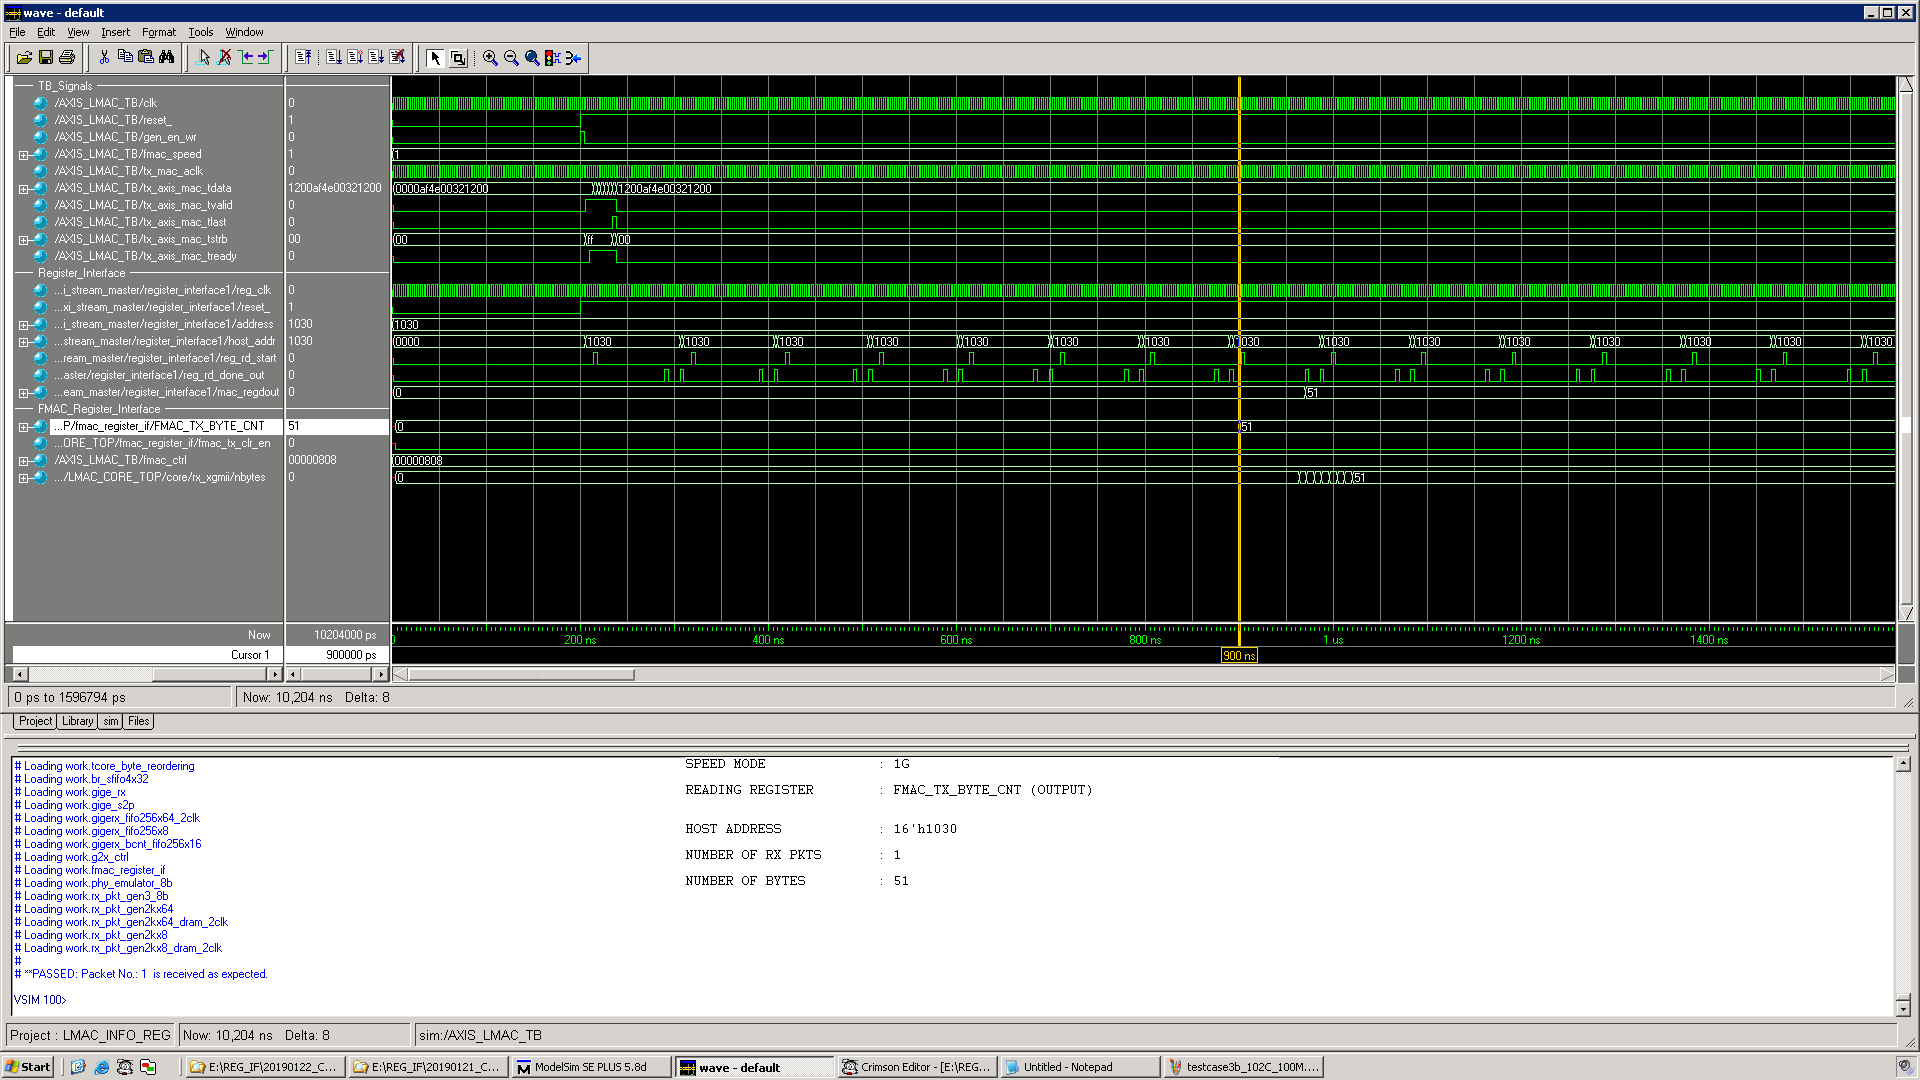 wave - default
File Edit View Insert Format Tools Window
TB_Signals
/AXIS_LMAC_TB/clk 0
/AXIS_LMAC_TB/reset_ 1
/AXIS_LMAC_TB/gen_en_wr 0
/AXIS_LMAC_TB/fmac_speed 1 1
/AXIS_LMAC_TB/tx_mac_aclk 0
/AXIS_LMAC_TB/tx_axis_mac_tdata 1200af4e00321200 0000af4e00321200 1200af4e00321200
/AXIS_LMAC_TB/tx_axis_mac_tvalid 0
/AXIS_LMAC_TB/tx_axis_mac_tlast 0
/AXIS_LMAC_TB/tx_axis_mac_tstrb 00 00 ff 00
/AXIS_LMAC_TB/tx_axis_mac_tready 0
Register_Interface
...i_stream_master/register_interface1/reg_clk 0
...xi_stream_master/register_interface1/reset_ 1
...i_stream_master/register_interface1/address 1030 1030
...stream_master/register_interface1/host_addr 1030 0000 1030 1030 1030 1030 1030 1030 1030 1030 1030 1030 1030 1030 1030 1030 1030
...ream_master/register_interface1/reg_rd_start 0
...aster/register_interface1/reg_rd_done_out 0
...eam_master/register_interface1/mac_regdout 0 0 51
FMAC_Register_Interface
...P/fmac_register_if/FMAC_TX_BYTE_CNT 51 0 51
...ORE_TOP/fmac_register_if/fmac_tx_clr_en 0
/AXIS_LMAC_TB/fmac_ctrl 00000808 00000808
.../LMAC_CORE_TOP/core/rx_xgmii/nbytes 0 0 51
Now 10204000 ps 0 200 ns 400 ns 600 ns 800 ns 1 us 1200 ns 1400 ns
Cursor 1 900000 ps 900 ns
0 ps to 1596794 ps Now: 10,204 ns Delta: 8
Project Library sim Files
# Loading work.tcore_byte_reordering
# Loading work.br_sfifo4x32
# Loading work.gige_rx
# Loading work.gige_s2p
# Loading work.gigerx_fifo256x64_2clk
# Loading work.gigerx_fifo256x8
# Loading work.gigerx_bcnt_fifo256x16
# Loading work.g2x_ctrl
# Loading work.fmac_register_if
# Loading work.phy_emulator_8b
# Loading work.rx_pkt_gen3_8b
# Loading work.rx_pkt_gen2kx64
# Loading work.rx_pkt_gen2kx64_dram_2clk
# Loading work.rx_pkt_gen2kx8
# Loading work.rx_pkt_gen2kx8_dram_2clk
#
# **PASSED: Packet No.: 1 is received as expected.
VSIM 100>
SPEED MODE : 1G
READING REGISTER : FMAC_TX_BYTE_CNT (OUTPUT)
HOST ADDRESS : 16'h1030
NUMBER OF RX PKTS : 1
NUMBER OF BYTES : 51
Project : LMAC_INFO_REG Now: 10,204 ns Delta: 8 sim:/AXIS_LMAC_TB
Start E:\REG_IF\20190122_C... E:\REG_IF\20190121_C... ModelSim SE PLUS 5.8d wave - default Crimson Editor - [E:\REG... Untitled - Notepad testcase3b_102C_100M....